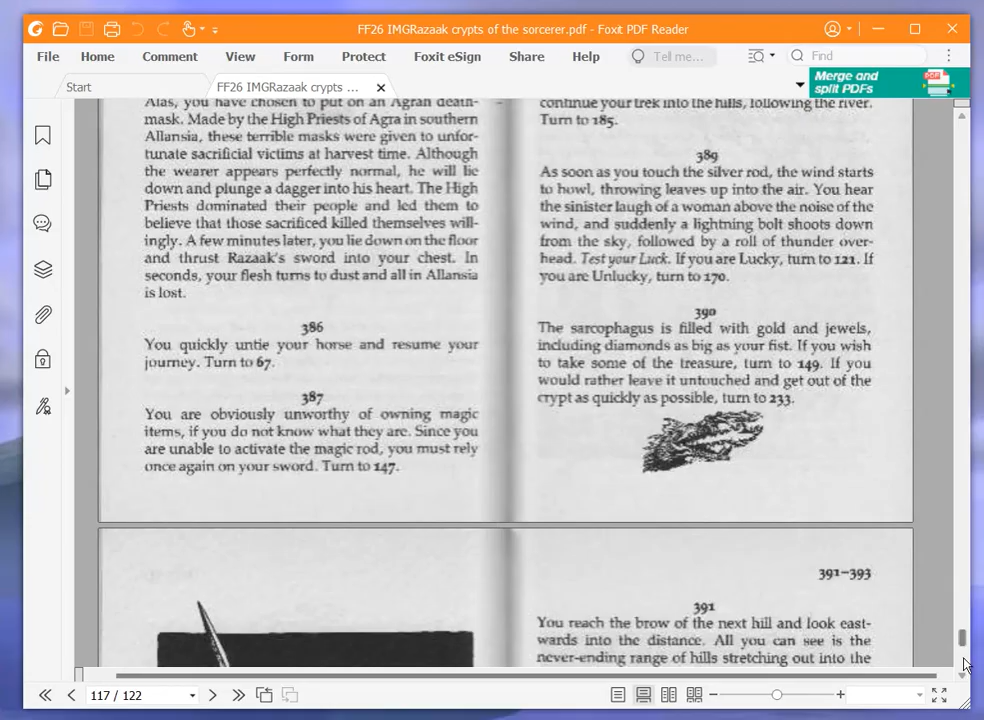 FF26 IMGRazaak crypts of the sorcerer.pdf - Foxit PDF Reader
File Home Comment View Form Protect Foxit eSign Share Help Tell me... Find
Start FF26 IMGRazaak crypts ... Merge and split PDFs
Alas, you have chosen to put on an Agran death-
mask. Made by the High Priests of Agra in southern
Allansia, these terrible masks were given to unfor-
tunate sacrificial victims at harvest time. Although
the wearer appears perfectly normal, he will lie
down and plunge a dagger into his heart. The High
Priests dominated their people and led them to
believe that those sacrificed killed themselves will-
ingly. A few minutes later, you lie down on the floor
and thrust Razaak's sword into your chest. In
seconds, your flesh turns to dust and all in Allansia
is lost.
386
You quickly untie your horse and resume your
journey. Turn to 67.
387
You are obviously unworthy of owning magic
items, if you do not know what they are. Since you
are unable to activate the magic rod, you must rely
once again on your sword. Turn to 147.
continue your trek into the hills, following the river.
Turn to 185.
389
As soon as you touch the silver rod, the wind starts
to howl, throwing leaves up into the air. You hear
the sinister laugh of a woman above the noise of the
wind, and suddenly a lightning bolt shoots down
from the sky, followed by a roll of thunder over-
head. Test your Luck. If you are Lucky, turn to 121. If
you are Unlucky, turn to 170.
390
The sarcophagus is filled with gold and jewels,
including diamonds as big as your fist. If you wish
to take some of the treasure, turn to 149. If you
would rather leave it untouched and get out of the
crypt as quickly as possible, turn to 233.
391-393
391
You reach the brow of the next hill and look east-
wards into the distance. All you can see is the
never-ending range of hills stretching out into the
117 / 122